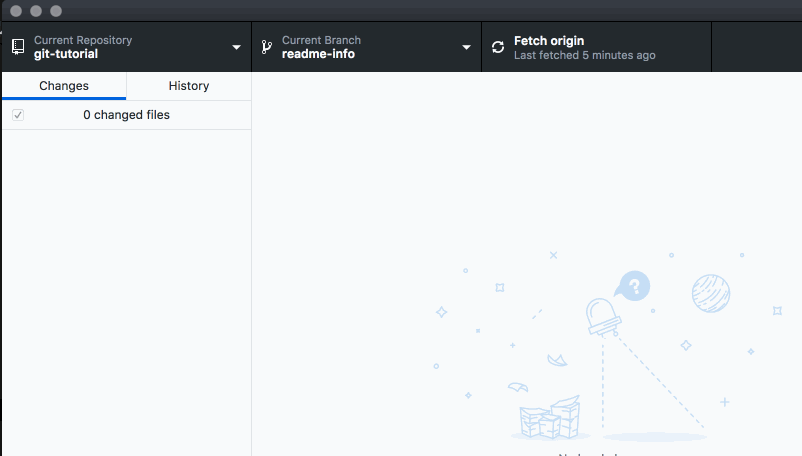 Current Repository
git-tutorial
Current Branch
readme-info
Fetch origin
Last fetched 5 minutes ago
Changes
History
0 changed files
?